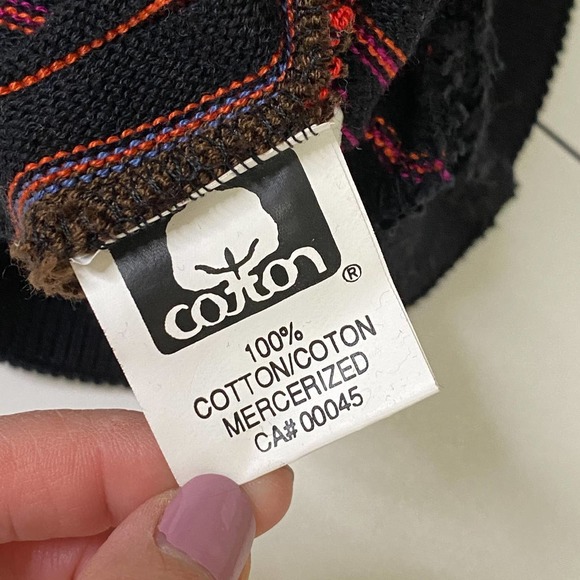 cotton®
100%
COTTON/COTON
MERCERIZED
CA# 00045